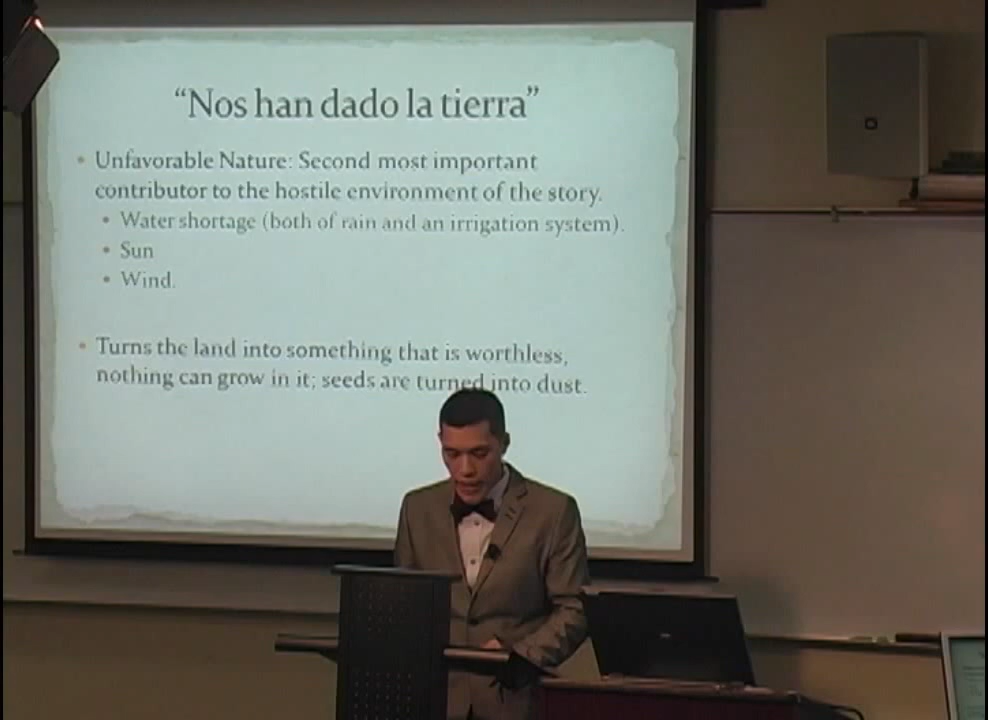 “Nos han dado la tierra”
• Unfavorable Nature: Second most important
contributor to the hostile environment of the story.
• Water shortage (both of rain and an irrigation system).
• Sun
• Wind.
• Turns the land into something that is worthless,
nothing can grow in it; seeds are turned into dust.